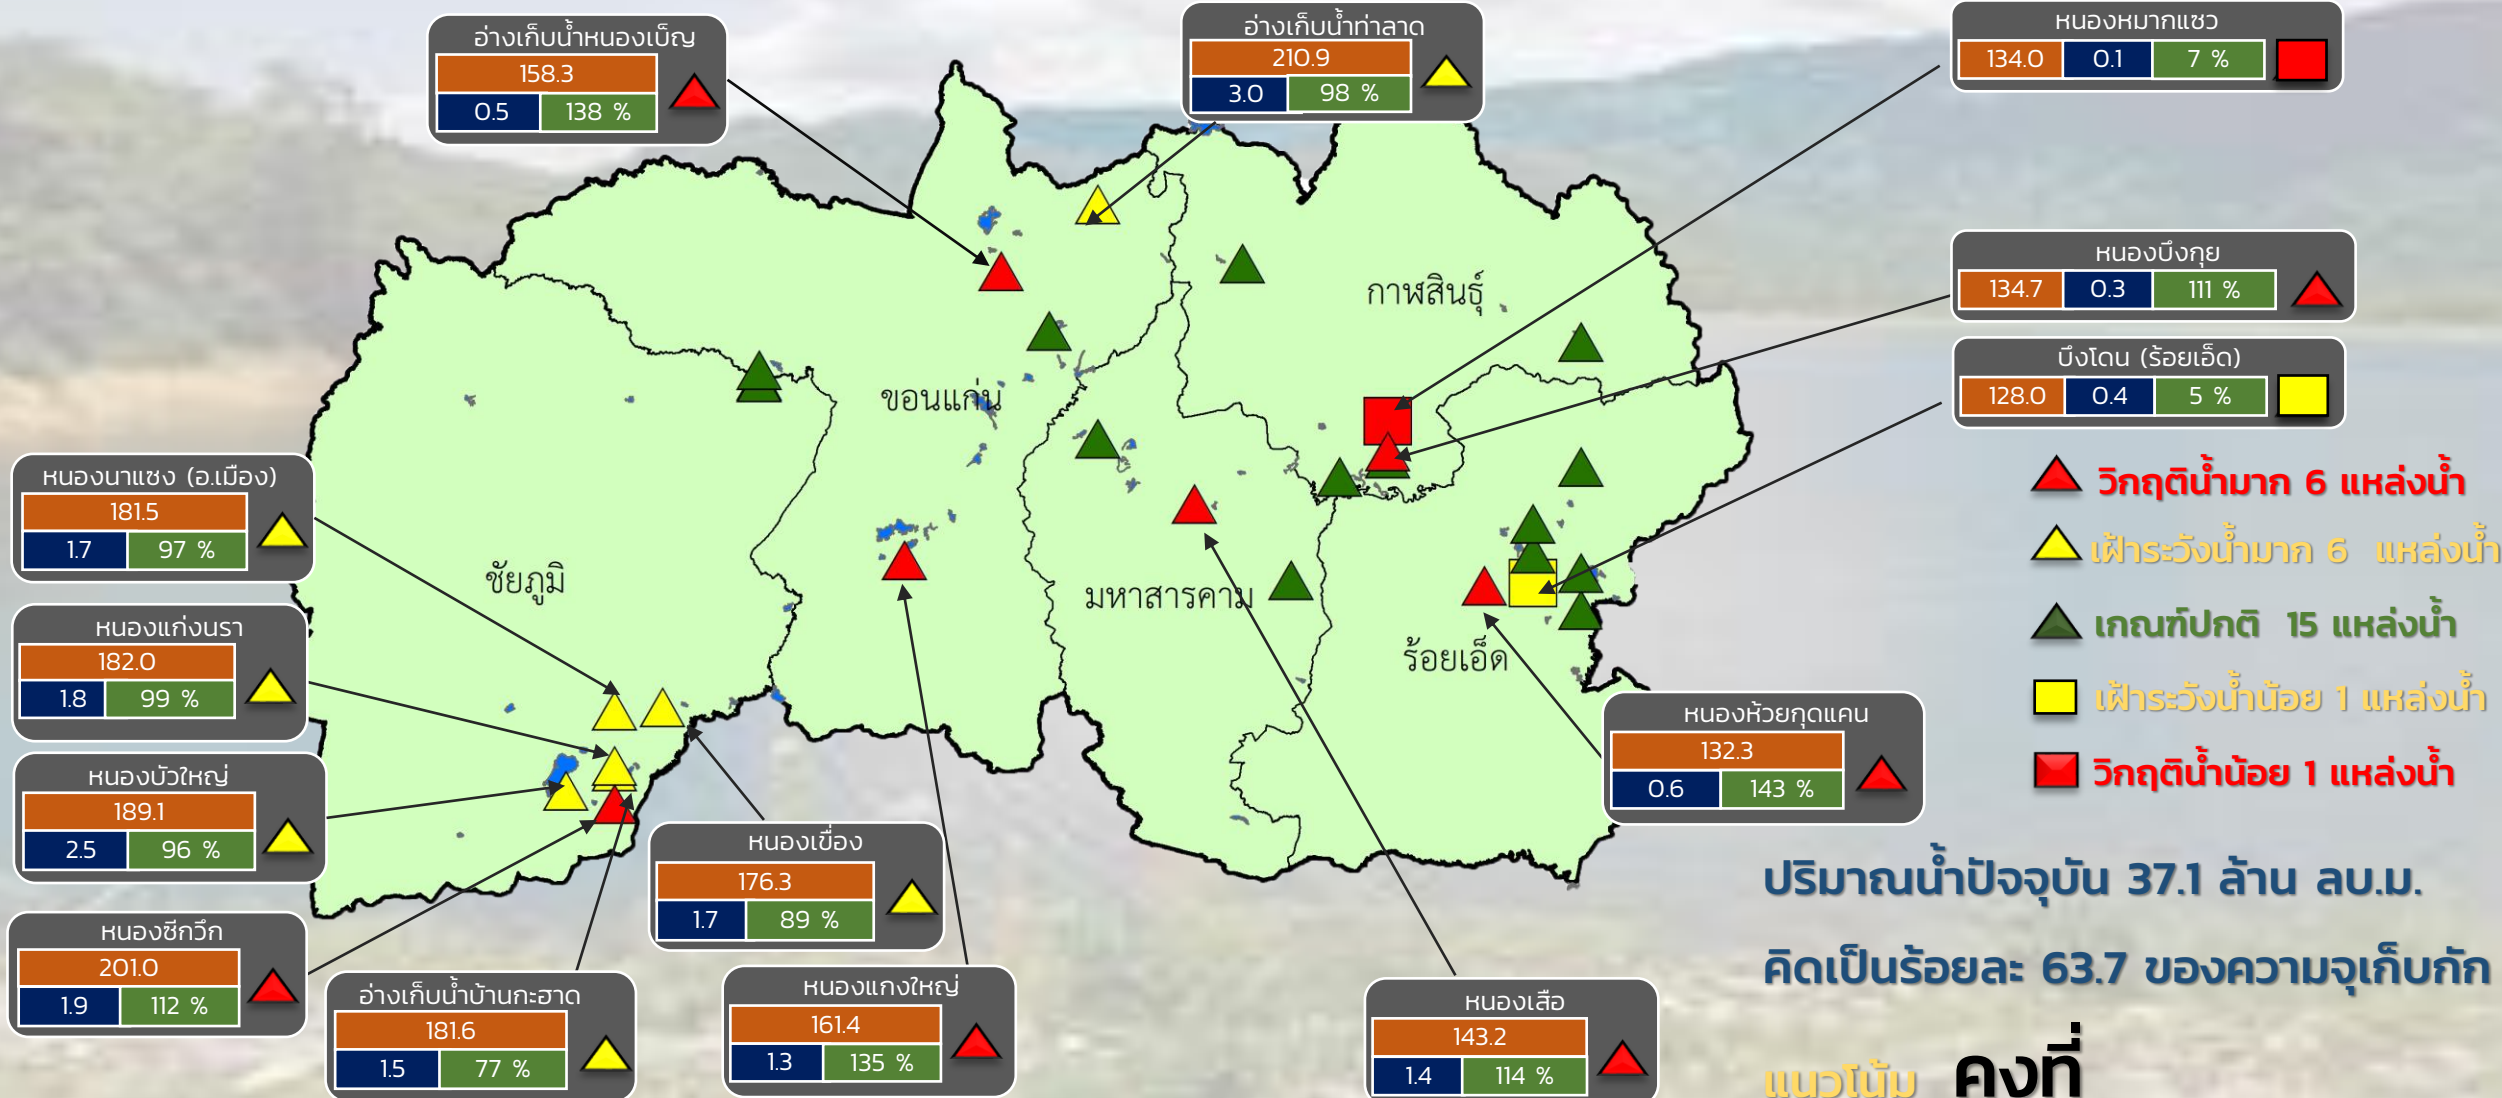 อ่างเก็บน้ำหนองเบ็ญ
158.3
0.5 138 %
อ่างเก็บน้ำท่าลาด
210.9
3.0 98 %
หนองหมากแซว
134.0 0.1 7 %
หนองบึงกุย
134.7 0.3 111 %
บึงโดน (ร้อยเอ็ด)
128.0 0.4 5 %
กาฬสินธุ์
ขอนแก่น
ชัยภูมิ
มหาสารคาม
ร้อยเอ็ด
หนองนาแซง (อ.เมือง)
181.5
1.7 97 %
หนองแก่งนรา
182.0
1.8 99 %
หนองบัวใหญ่
189.1
2.5 96 %
หนองซีกวึก
201.0
1.9 112 %
อ่างเก็บน้ำบ้านกะฮาด
181.6
1.5 77 %
หนองเขื่อง
176.3
1.7 89 %
หนองแกงใหญ่
161.4
1.3 135 %
หนองเสือ
143.2
1.4 114 %
หนองห้วยกุดแคน
132.3
0.6 143 %
วิกฤติน้ำมาก 6 แหล่งน้ำ
เฝ้าระวังน้ำมาก 6 แหล่งน้ำ
เกณฑ์ปกติ 15 แหล่งน้ำ
เฝ้าระวังน้ำน้อย 1 แหล่งน้ำ
วิกฤติน้ำน้อย 1 แหล่งน้ำ
ปริมาณน้ำปัจจุบัน 37.1 ล้าน ลบ.ม.
คิดเป็นร้อยละ 63.7 ของความจุเก็บกัก
แนวโน้ม คงที่